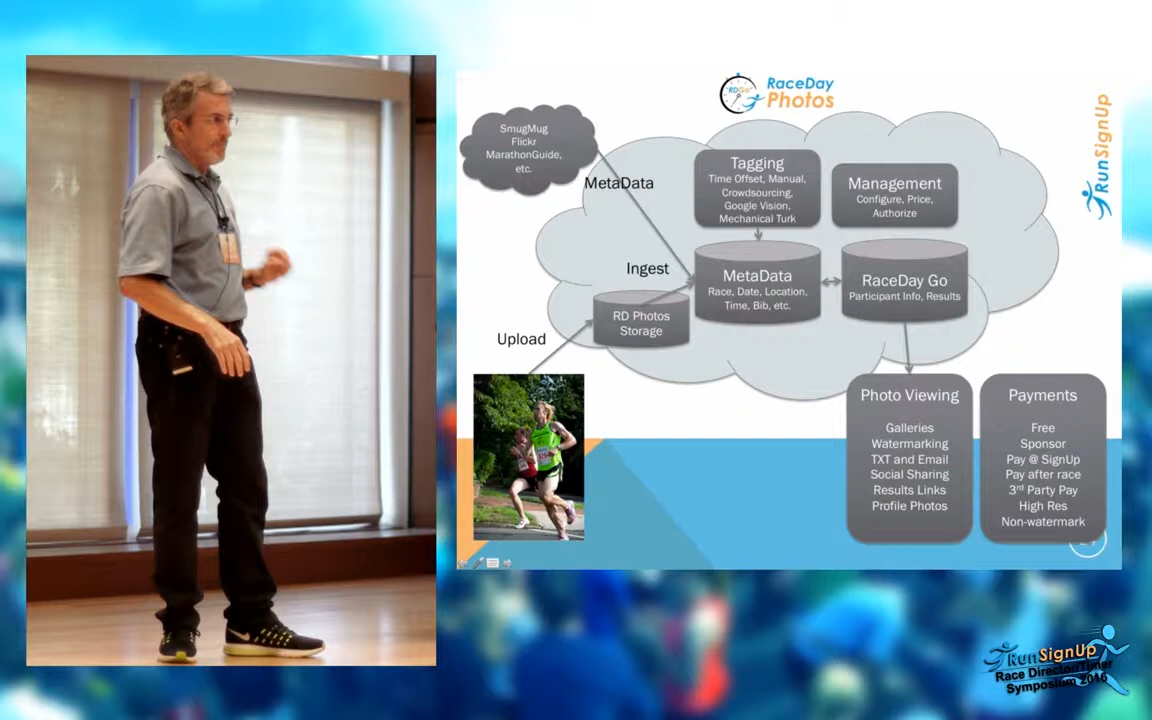 RaceDay
Photos
RDGo
RunSignUp
SmugMug
Flickr
MarathonGuide,
etc.
MetaData
Tagging
Time Offset, Manual,
Crowdsourcing,
Google Vision,
Mechanical Turk
Management
Configure, Price,
Authorize
Ingest
MetaData
Race, Date, Location,
Time, Bib, etc.
RaceDay Go
Participant Info, Results
RD Photos
Storage
Upload
Photo Viewing
Galleries
Watermarking
TXT and Email
Social Sharing
Results Links
Profile Photos
Payments
Free
Sponsor
Pay @ SignUp
Pay after race
3rd Party Pay
High Res
Non-watermark
RunSignUp
Race Director/Timer
Symposium 2016